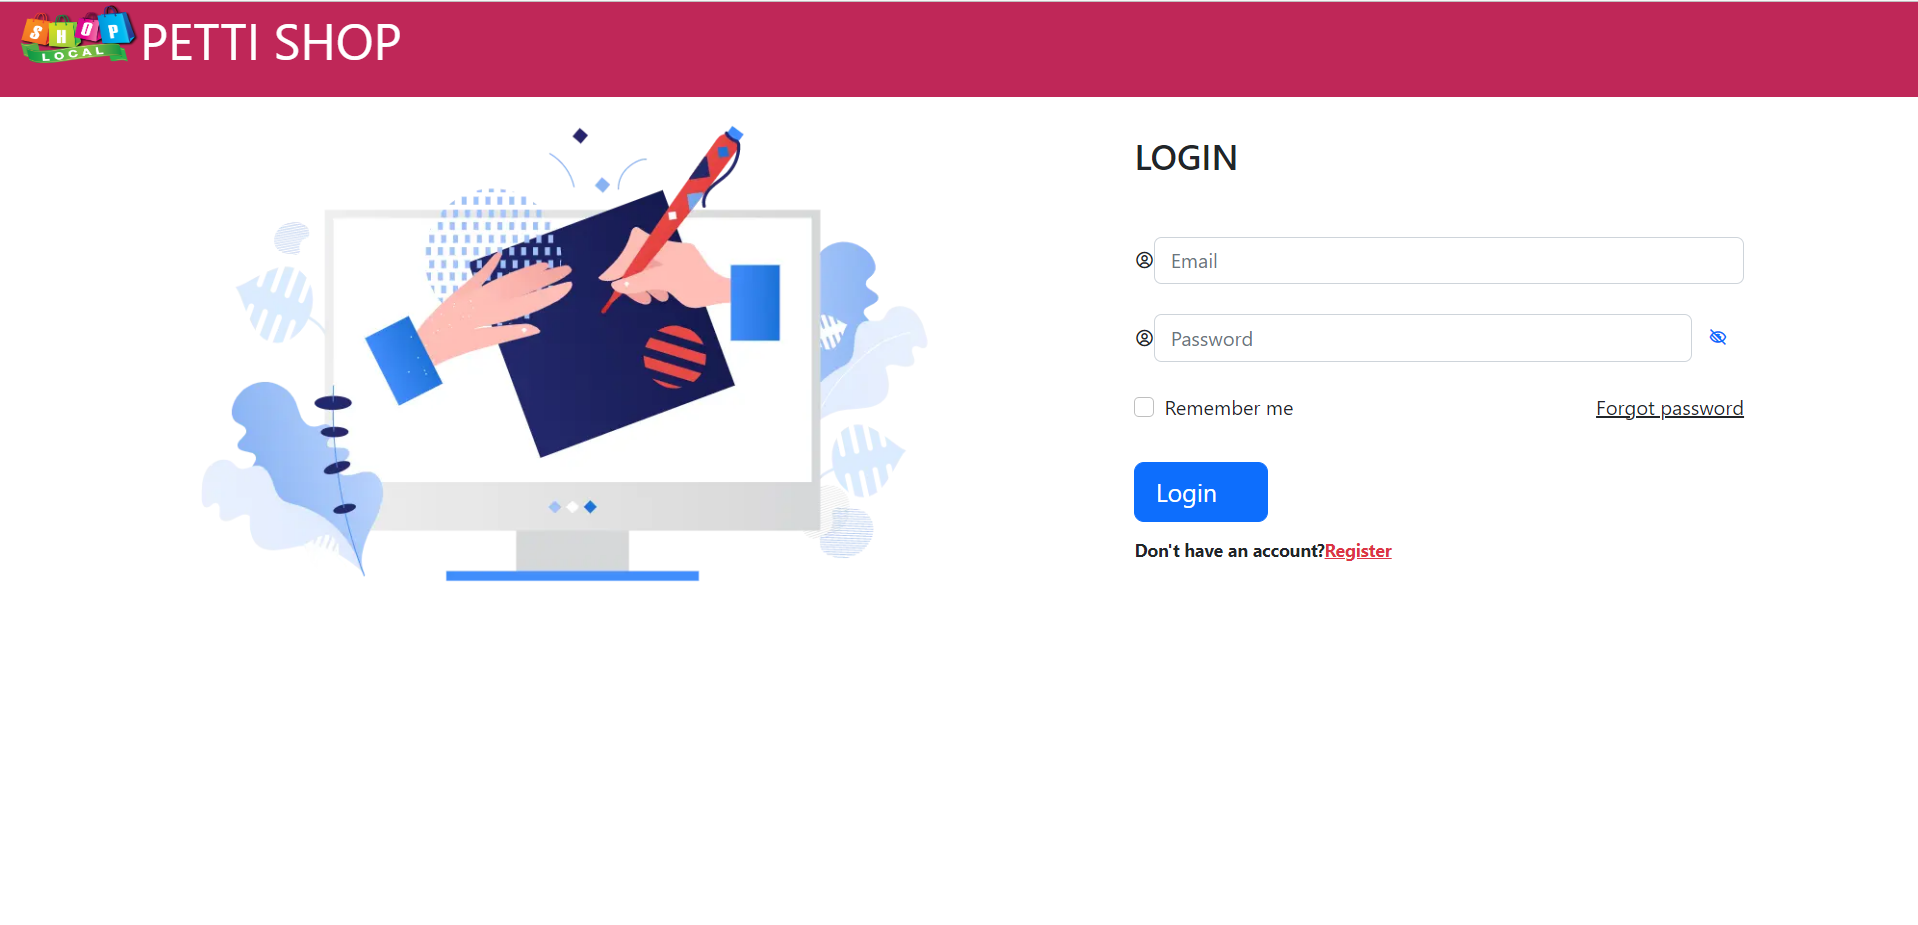 SHOP
LOCAL
PETTI SHOP
LOGIN
Email
Password
Remember me
Forgot password
Login
Don't have an account?Register